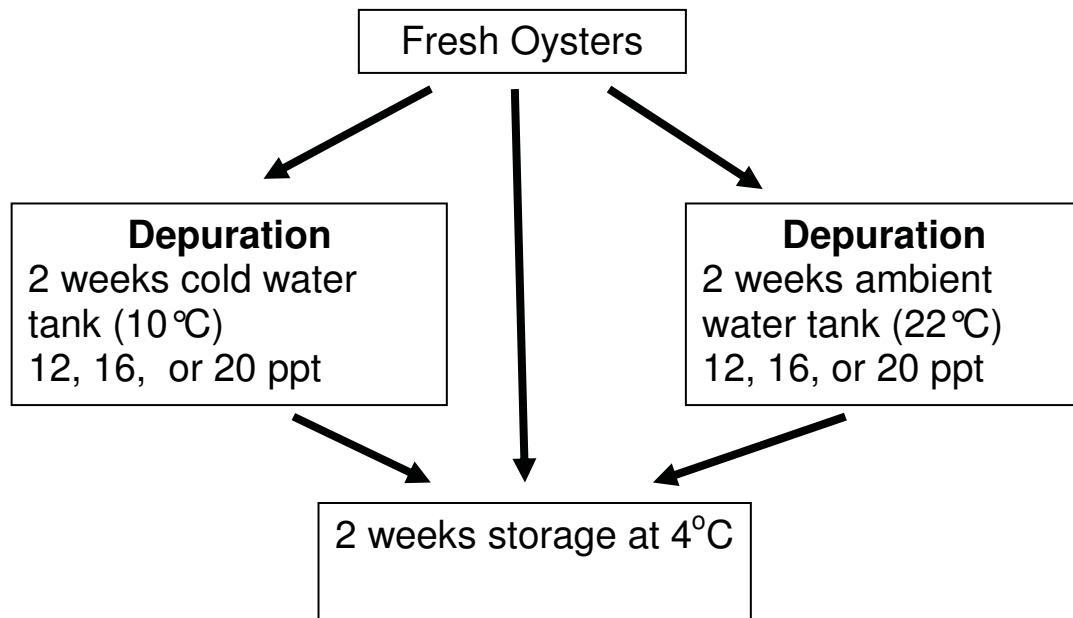 Fresh Oysters
Depuration
2 weeks cold water
tank (10°C)
12, 16,  or 20 ppt
Depuration
2 weeks ambient
water tank (22°C)
12, 16, or 20 ppt
2 weeks storage at 4°C